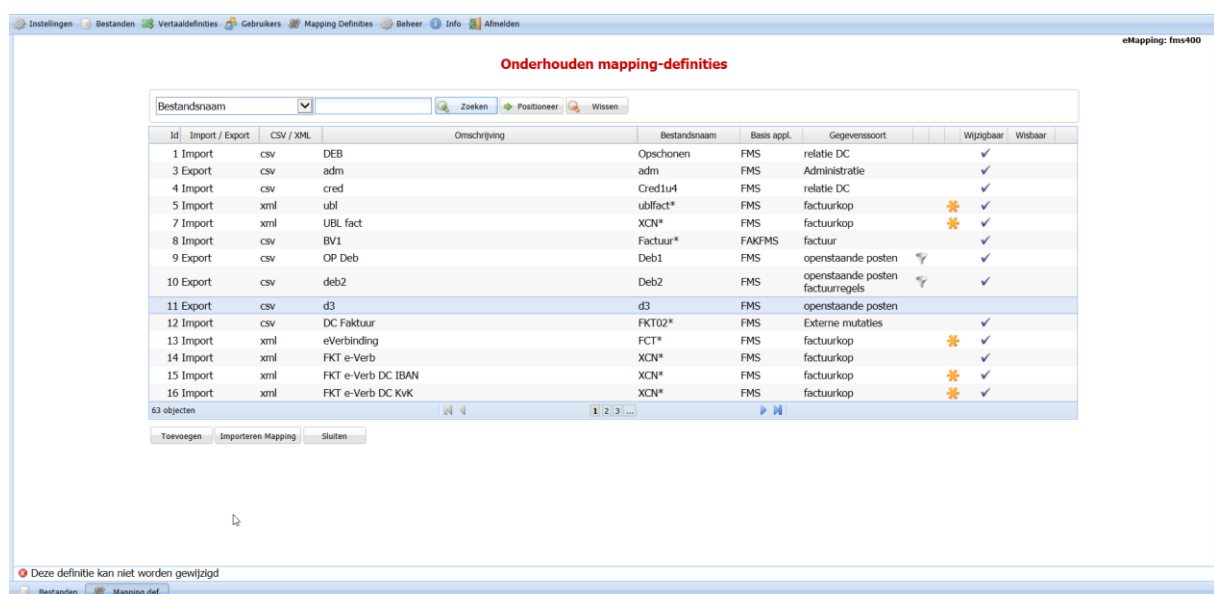 Instellingen Bestanden Vertaaldefinities Gebruikers Mapping Definities Beheer Info Afmelden
eMapping: fms400
Onderhouden mapping-definities
Bestandsnaam Zoeken Positioneer Wissen
Id Import / Export CSV / XML Omschrijving Bestandsnaam Basis appl. Gegevenssoort Wijzigbaar Wisbaar
1 Import csv DEB Opschonen FMS relatie DC
3 Export csv adm adm FMS Administratie
4 Import csv cred Cred1u4 FMS relatie DC
5 Import xml ubl ublfact* FMS factuurkop
7 Import xml UBL fact XCN* FMS factuurkop
8 Import csv BV1 Factuur* FAKFMS factuur
9 Export csv OP Deb Deb1 FMS openstaande posten
10 Export csv deb2 Deb2 FMS openstaande posten
factuurregels
11 Export csv d3 d3 FMS openstaande posten
12 Import csv DC Faktuur FKT02* FMS Externe mutaties
13 Import xml eVerbinding FCT* FMS factuurkop
14 Import xml FKT e-Verb XCN* FMS factuurkop
15 Import xml FKT e-Verb DC IBAN XCN* FMS factuurkop
16 Import xml FKT e-Verb DC KvK XCN* FMS factuurkop
63 objecten 1 2 3 ...
Toevoegen Importeren Mapping Sluiten
Deze definitie kan niet worden gewijzigd
Bestanden Mapping def.